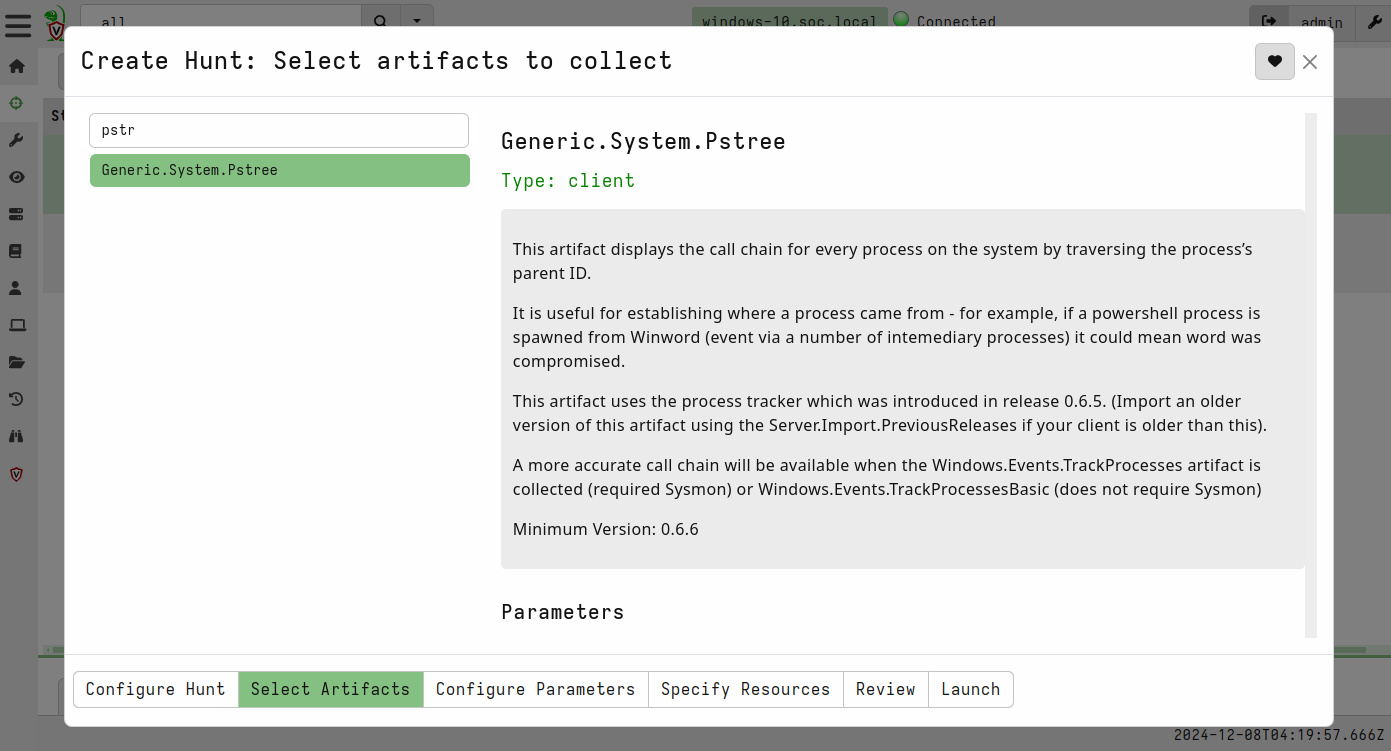 all
windows-10.soc.local
Connected
admin
Create Hunt: Select artifacts to collect
pstr
Generic.System.Pstree
Generic.System.Pstree
Type: client
This artifact displays the call chain for every process on the system by traversing the process’s
parent ID.
It is useful for establishing where a process came from - for example, if a powershell process is
spawned from Winword (event via a number of intemediary processes) it could mean word was
compromised.
This artifact uses the process tracker which was introduced in release 0.6.5. (Import an older
version of this artifact using the Server.Import.PreviousReleases if your client is older than this).
A more accurate call chain will be available when the Windows.Events.TrackProcesses artifact is
collected (required Sysmon) or Windows.Events.TrackProcessesBasic (does not require Sysmon)
Minimum Version: 0.6.6
Parameters
Configure Hunt
Select Artifacts
Configure Parameters
Specify Resources
Review
Launch
2024-12-08T04:19:57.666Z